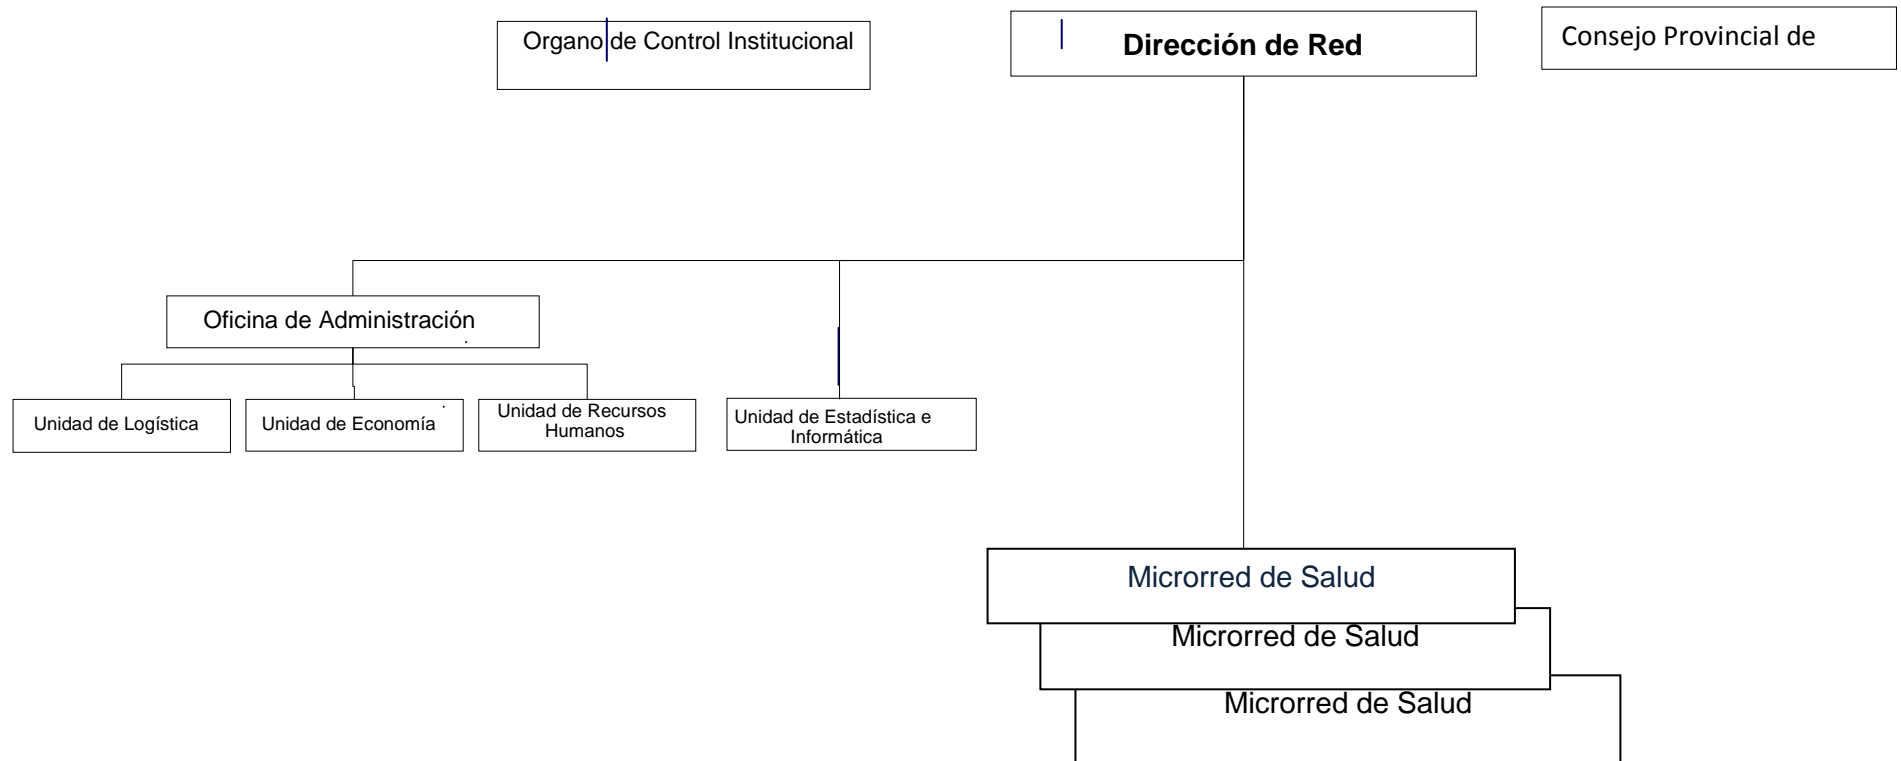 Organo de Control Institucional
Dirección de Red
Consejo Provincial de
Oficina de Administración
Unidad de Logística
Unidad de Economía
Unidad de Recursos
Humanos
Unidad de Estadística e
Informática
Microrred de Salud
Microrred de Salud
Microrred de Salud